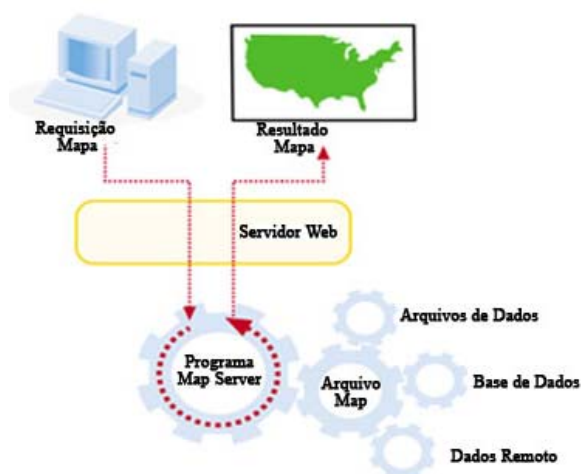 Requisição
Mapa
Resultado
Mapa
Servidor Web
Programa
Map Server
Arquivo
Map
Arquivos de Dados
Base de Dados
Dados Remoto